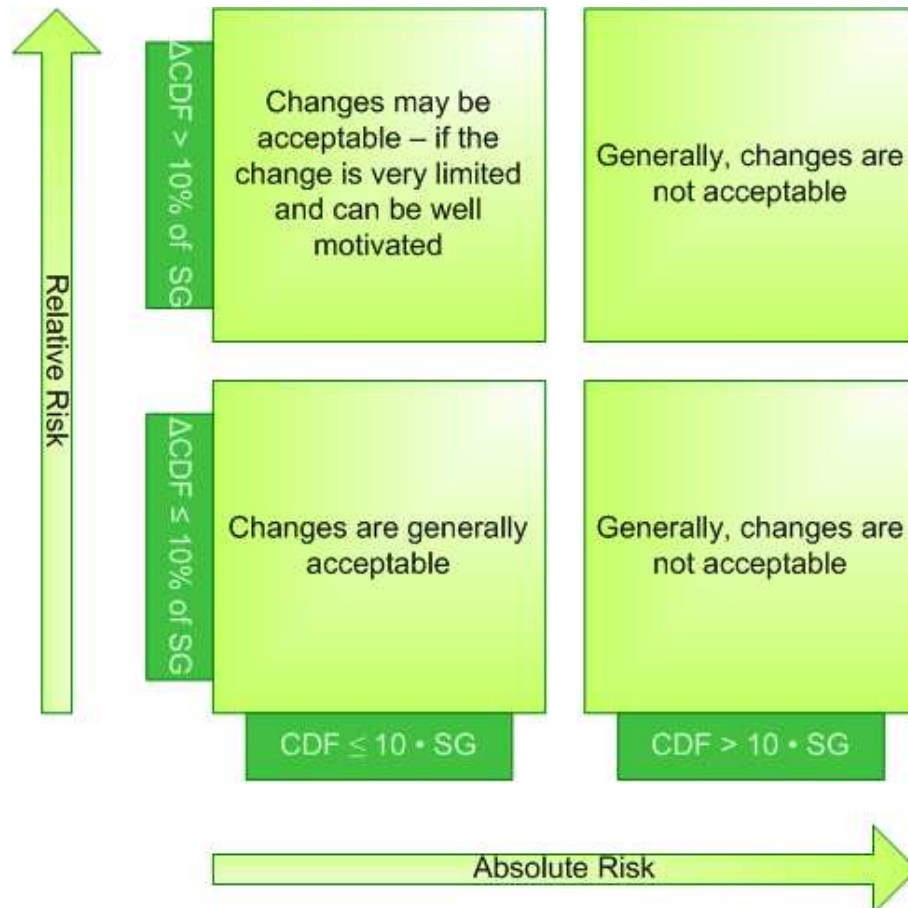 ΔCDF > 10% of SG
Changes may be
acceptable – if the
change is very limited
and can be well
motivated
Generally, changes are
not acceptable
Relative Risk
ΔCDF ≤ 10% of SG
Changes are generally
acceptable
Generally, changes are
not acceptable
CDF ≤ 10 • SG
CDF > 10 • SG
Absolute Risk